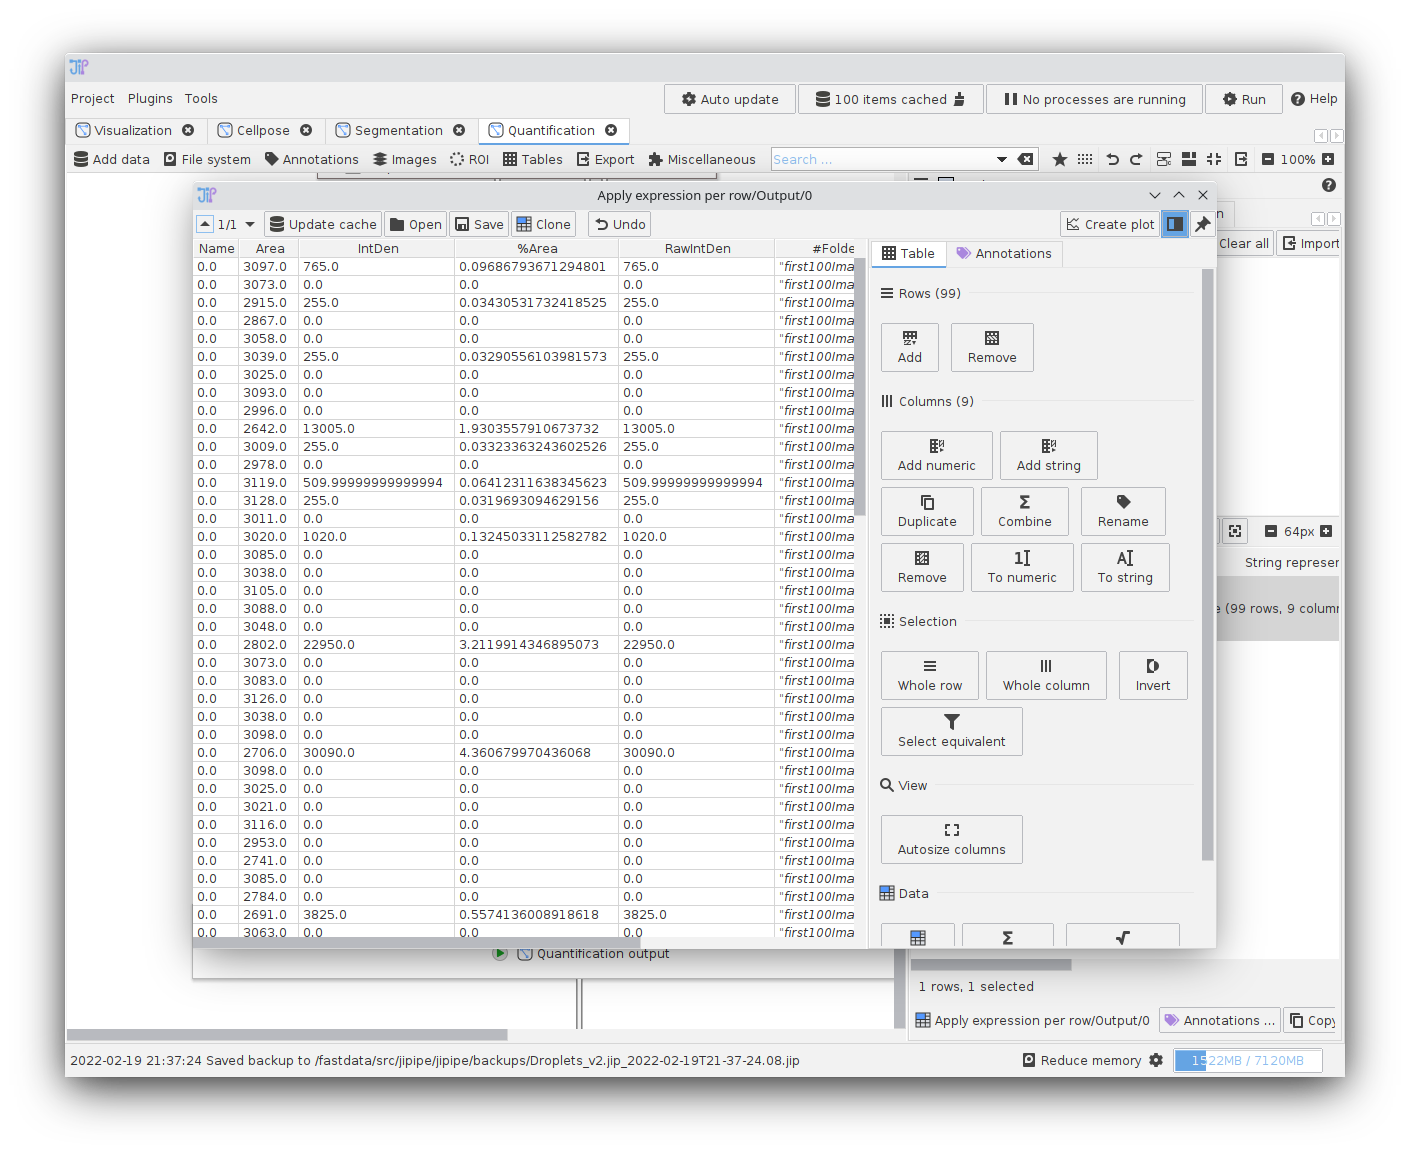 JIP
Project Plugins Tools Auto update 100 items cached No processes are running Run Help
Visualization Cellpose Segmentation Quantification
Add data File system Annotations Images ROI Tables Export Miscellaneous Search ... 100%
JIP Apply expression per row/Output/0
1/1 Update cache Open Save Clone Undo Create plot
Name Area IntDen %Area RawIntDen #Folde
0.0 3097.0 765.0 0.09686793671294801 765.0 "first100Ima
0.0 3073.0 0.0 0.0 0.0 "first100Ima
0.0 2915.0 255.0 0.03430531732418525 255.0 "first100Ima
0.0 2867.0 0.0 0.0 0.0 "first100Ima
0.0 3058.0 0.0 0.0 0.0 "first100Ima
0.0 3039.0 255.0 0.03290556103981573 255.0 "first100Ima
0.0 3025.0 0.0 0.0 0.0 "first100Ima
0.0 3093.0 0.0 0.0 0.0 "first100Ima
0.0 2996.0 0.0 0.0 0.0 "first100Ima
0.0 2642.0 13005.0 1.9303557910673732 13005.0 "first100Ima
0.0 3009.0 255.0 0.03323363243602526 255.0 "first100Ima
0.0 2978.0 0.0 0.0 0.0 "first100Ima
0.0 3119.0 509.99999999999994 0.06412311638345623 509.99999999999994 "first100Ima
0.0 3128.0 255.0 0.0319693094629156 255.0 "first100Ima
0.0 3011.0 0.0 0.0 0.0 "first100Ima
0.0 3020.0 1020.0 0.13245033112582782 1020.0 "first100Ima
0.0 3085.0 0.0 0.0 0.0 "first100Ima
0.0 3038.0 0.0 0.0 0.0 "first100Ima
0.0 3105.0 0.0 0.0 0.0 "first100Ima
0.0 3088.0 0.0 0.0 0.0 "first100Ima
0.0 3048.0 0.0 0.0 0.0 "first100Ima
0.0 2802.0 22950.0 3.2119914346895073 22950.0 "first100Ima
0.0 3073.0 0.0 0.0 0.0 "first100Ima
0.0 3083.0 0.0 0.0 0.0 "first100Ima
0.0 3126.0 0.0 0.0 0.0 "first100Ima
0.0 3038.0 0.0 0.0 0.0 "first100Ima
0.0 3098.0 0.0 0.0 0.0 "first100Ima
0.0 2706.0 30090.0 4.360679970436068 30090.0 "first100Ima
0.0 3098.0 0.0 0.0 0.0 "first100Ima
0.0 3025.0 0.0 0.0 0.0 "first100Ima
0.0 3021.0 0.0 0.0 0.0 "first100Ima
0.0 3116.0 0.0 0.0 0.0 "first100Ima
0.0 2953.0 0.0 0.0 0.0 "first100Ima
0.0 2741.0 0.0 0.0 0.0 "first100Ima
0.0 3085.0 0.0 0.0 0.0 "first100Ima
0.0 2784.0 0.0 0.0 0.0 "first100Ima
0.0 2691.0 3825.0 0.5574136008918618 3825.0 "first100Ima
0.0 3063.0 0.0 0.0 0.0 "first100Ima
Table Annotations
Rows (99)
Add Remove
Columns (9)
Add numeric Add string
Duplicate Combine Rename
Remove To numeric To string
Selection
Whole row Whole column Invert
Select equivalent
View
Autosize columns
Data
n
Clear all Import
64px
String represer
e (99 rows, 9 column
Quantification output
1 rows, 1 selected
Apply expression per row/Output/0 Annotations ... Copy
2022-02-19 21:37:24 Saved backup to /fastdata/src/jipipe/jipipe/backups/Droplets_v2.jip_2022-02-19T21-37-24.08.jip Reduce memory 1522MB / 7120MB